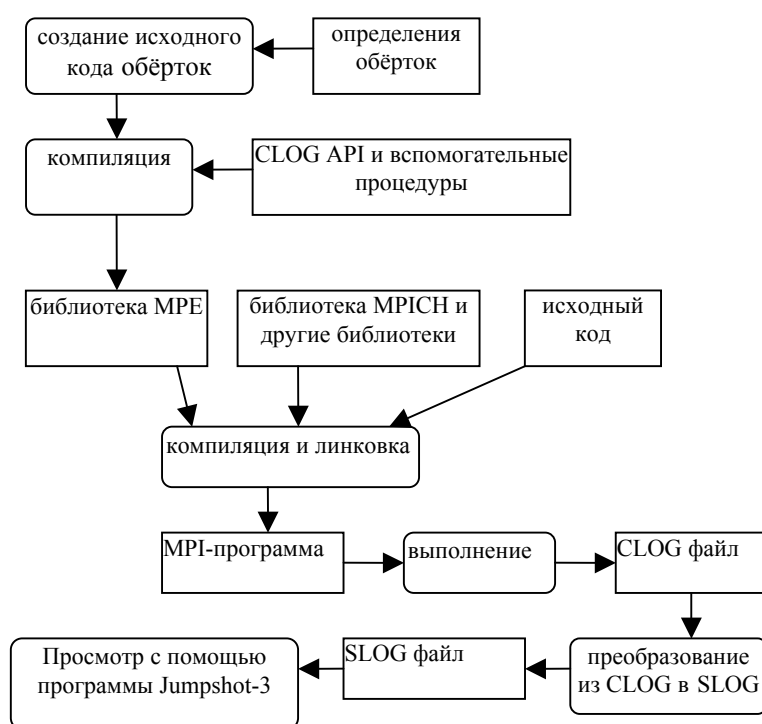 создание исходного
кода обёрток
определения
обёрток
компиляция
CLOG API и вспомогательные
процедуры
библиотека MPE
библиотека MPICH и
другие библиотеки
исходный
код
компиляция и линковка
MPI-программа
выполнение
CLOG файл
Просмотр с помощью
программы Jumpshot-3
SLOG файл
преобразование
из CLOG в SLOG